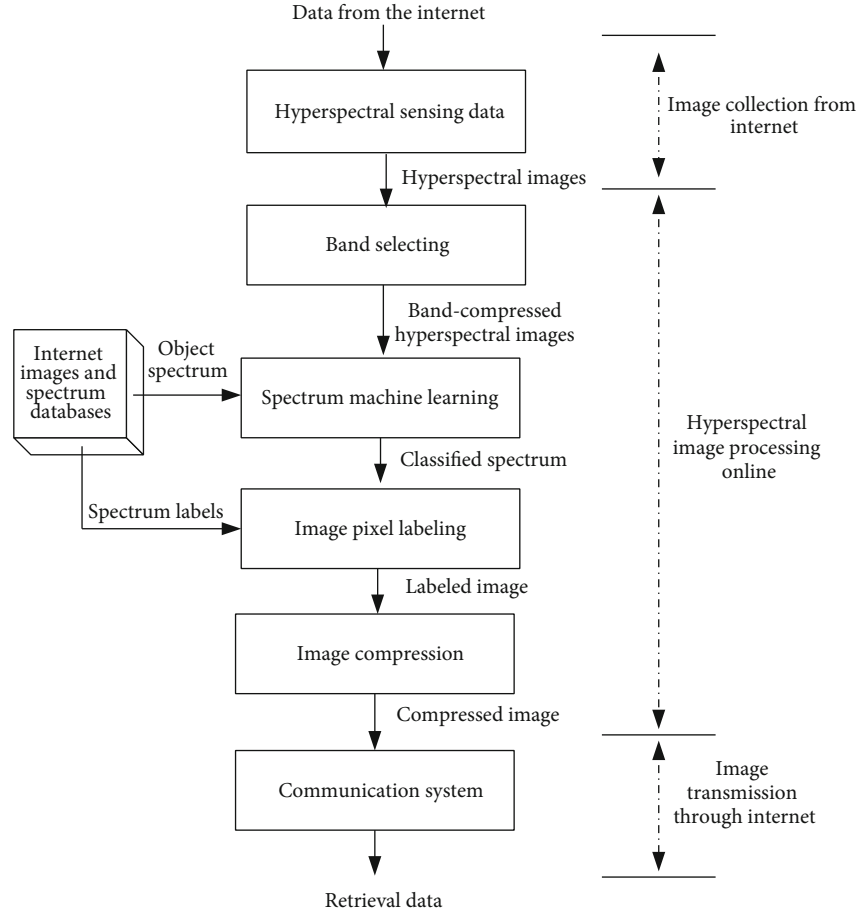 Data from the internet
Hyperspectral sensing data
Image collection from
internet
Hyperspectral images
Band selecting
Band-compressed
hyperspectral images
Internet
images and
spectrum
databases
Object
spectrum
Spectrum machine learning
Hyperspectral
image processing
online
Classified spectrum
Spectrum labels
Image pixel labeling
Labeled image
Image compression
Compressed image
Communication system
Image
transmission
through internet
Retrieval data